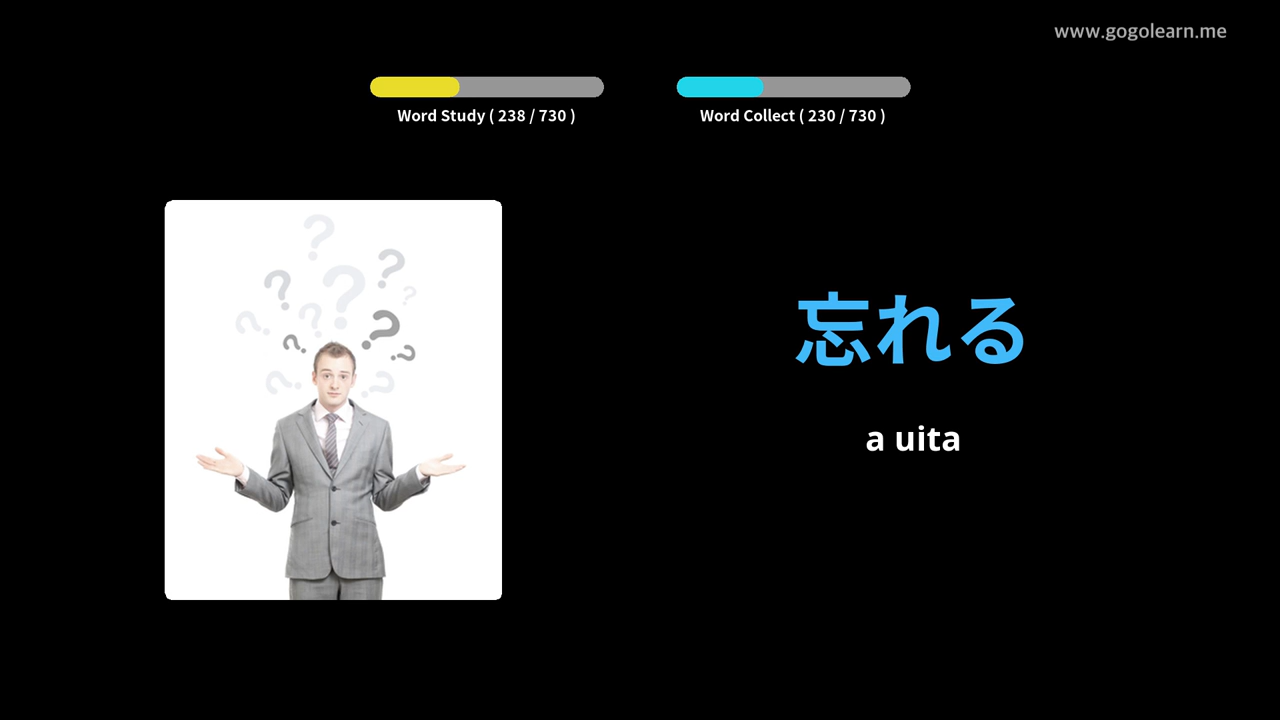 www.gogolearn.me
Word Study ( 238 / 730 )
Word Collect ( 230 / 730 )
忘れる
a uita